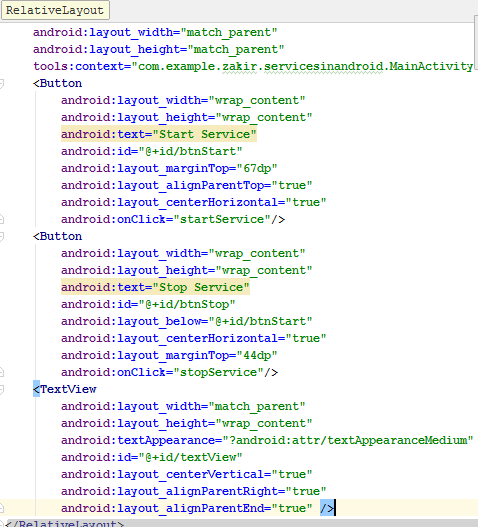 RelativeLayout
android:layout_width="match_parent"
android:layout_height="match_parent"
tools:context="com.example.zakir.servicesinandroid.MainActivity
<Button
android:layout_width="wrap_content"
android:layout_height="wrap_content"
android:text="Start Service"
android:id="@+id/btnStart"
android:layout_marginTop="67dp"
android:layout_alignParentTop="true"
android:layout_centerHorizontal="true"
android:onClick="startService"/>
<Button
android:layout_width="wrap_content"
android:layout_height="wrap_content"
android:text="Stop Service"
android:id="@+id/btnStop"
android:layout_below="@+id/btnStart"
android:layout_centerHorizontal="true"
android:layout_marginTop="44dp"
android:onClick="stopService"/>
<TextView
android:layout_width="match_parent"
android:layout_height="wrap_content"
android:textAppearance="?android:attr/textAppearanceMedium"
android:id="@+id/textView"
android:layout_centerVertical="true"
android:layout_alignParentRight="true"
android:layout_alignParentEnd="true" />
</RelativeLayout>